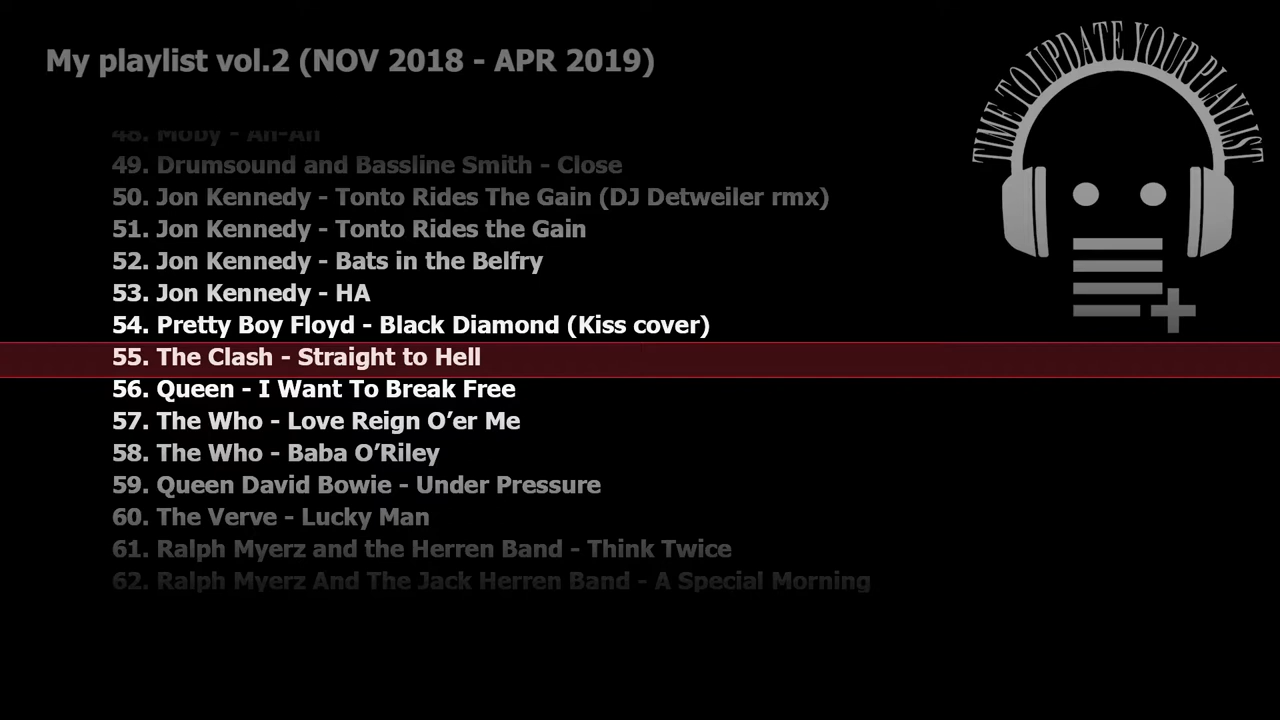 My playlist vol.2 (NOV 2018 - APR 2019)
TIME TO UPDATE YOUR PLAYLIST
48. Moby - Ah-Ah
49. Drumsound and Bassline Smith - Close
50. Jon Kennedy - Tonto Rides The Gain (DJ Detweiler rmx)
51. Jon Kennedy - Tonto Rides the Gain
52. Jon Kennedy - Bats in the Belfry
53. Jon Kennedy - HA
54. Pretty Boy Floyd - Black Diamond (Kiss cover)
55. The Clash - Straight to Hell
56. Queen - I Want To Break Free
57. The Who - Love Reign O’er Me
58. The Who - Baba O’Riley
59. Queen David Bowie - Under Pressure
60. The Verve - Lucky Man
61. Ralph Myerz and the Herren Band - Think Twice
62. Ralph Myerz And The Jack Herren Band - A Special Morning